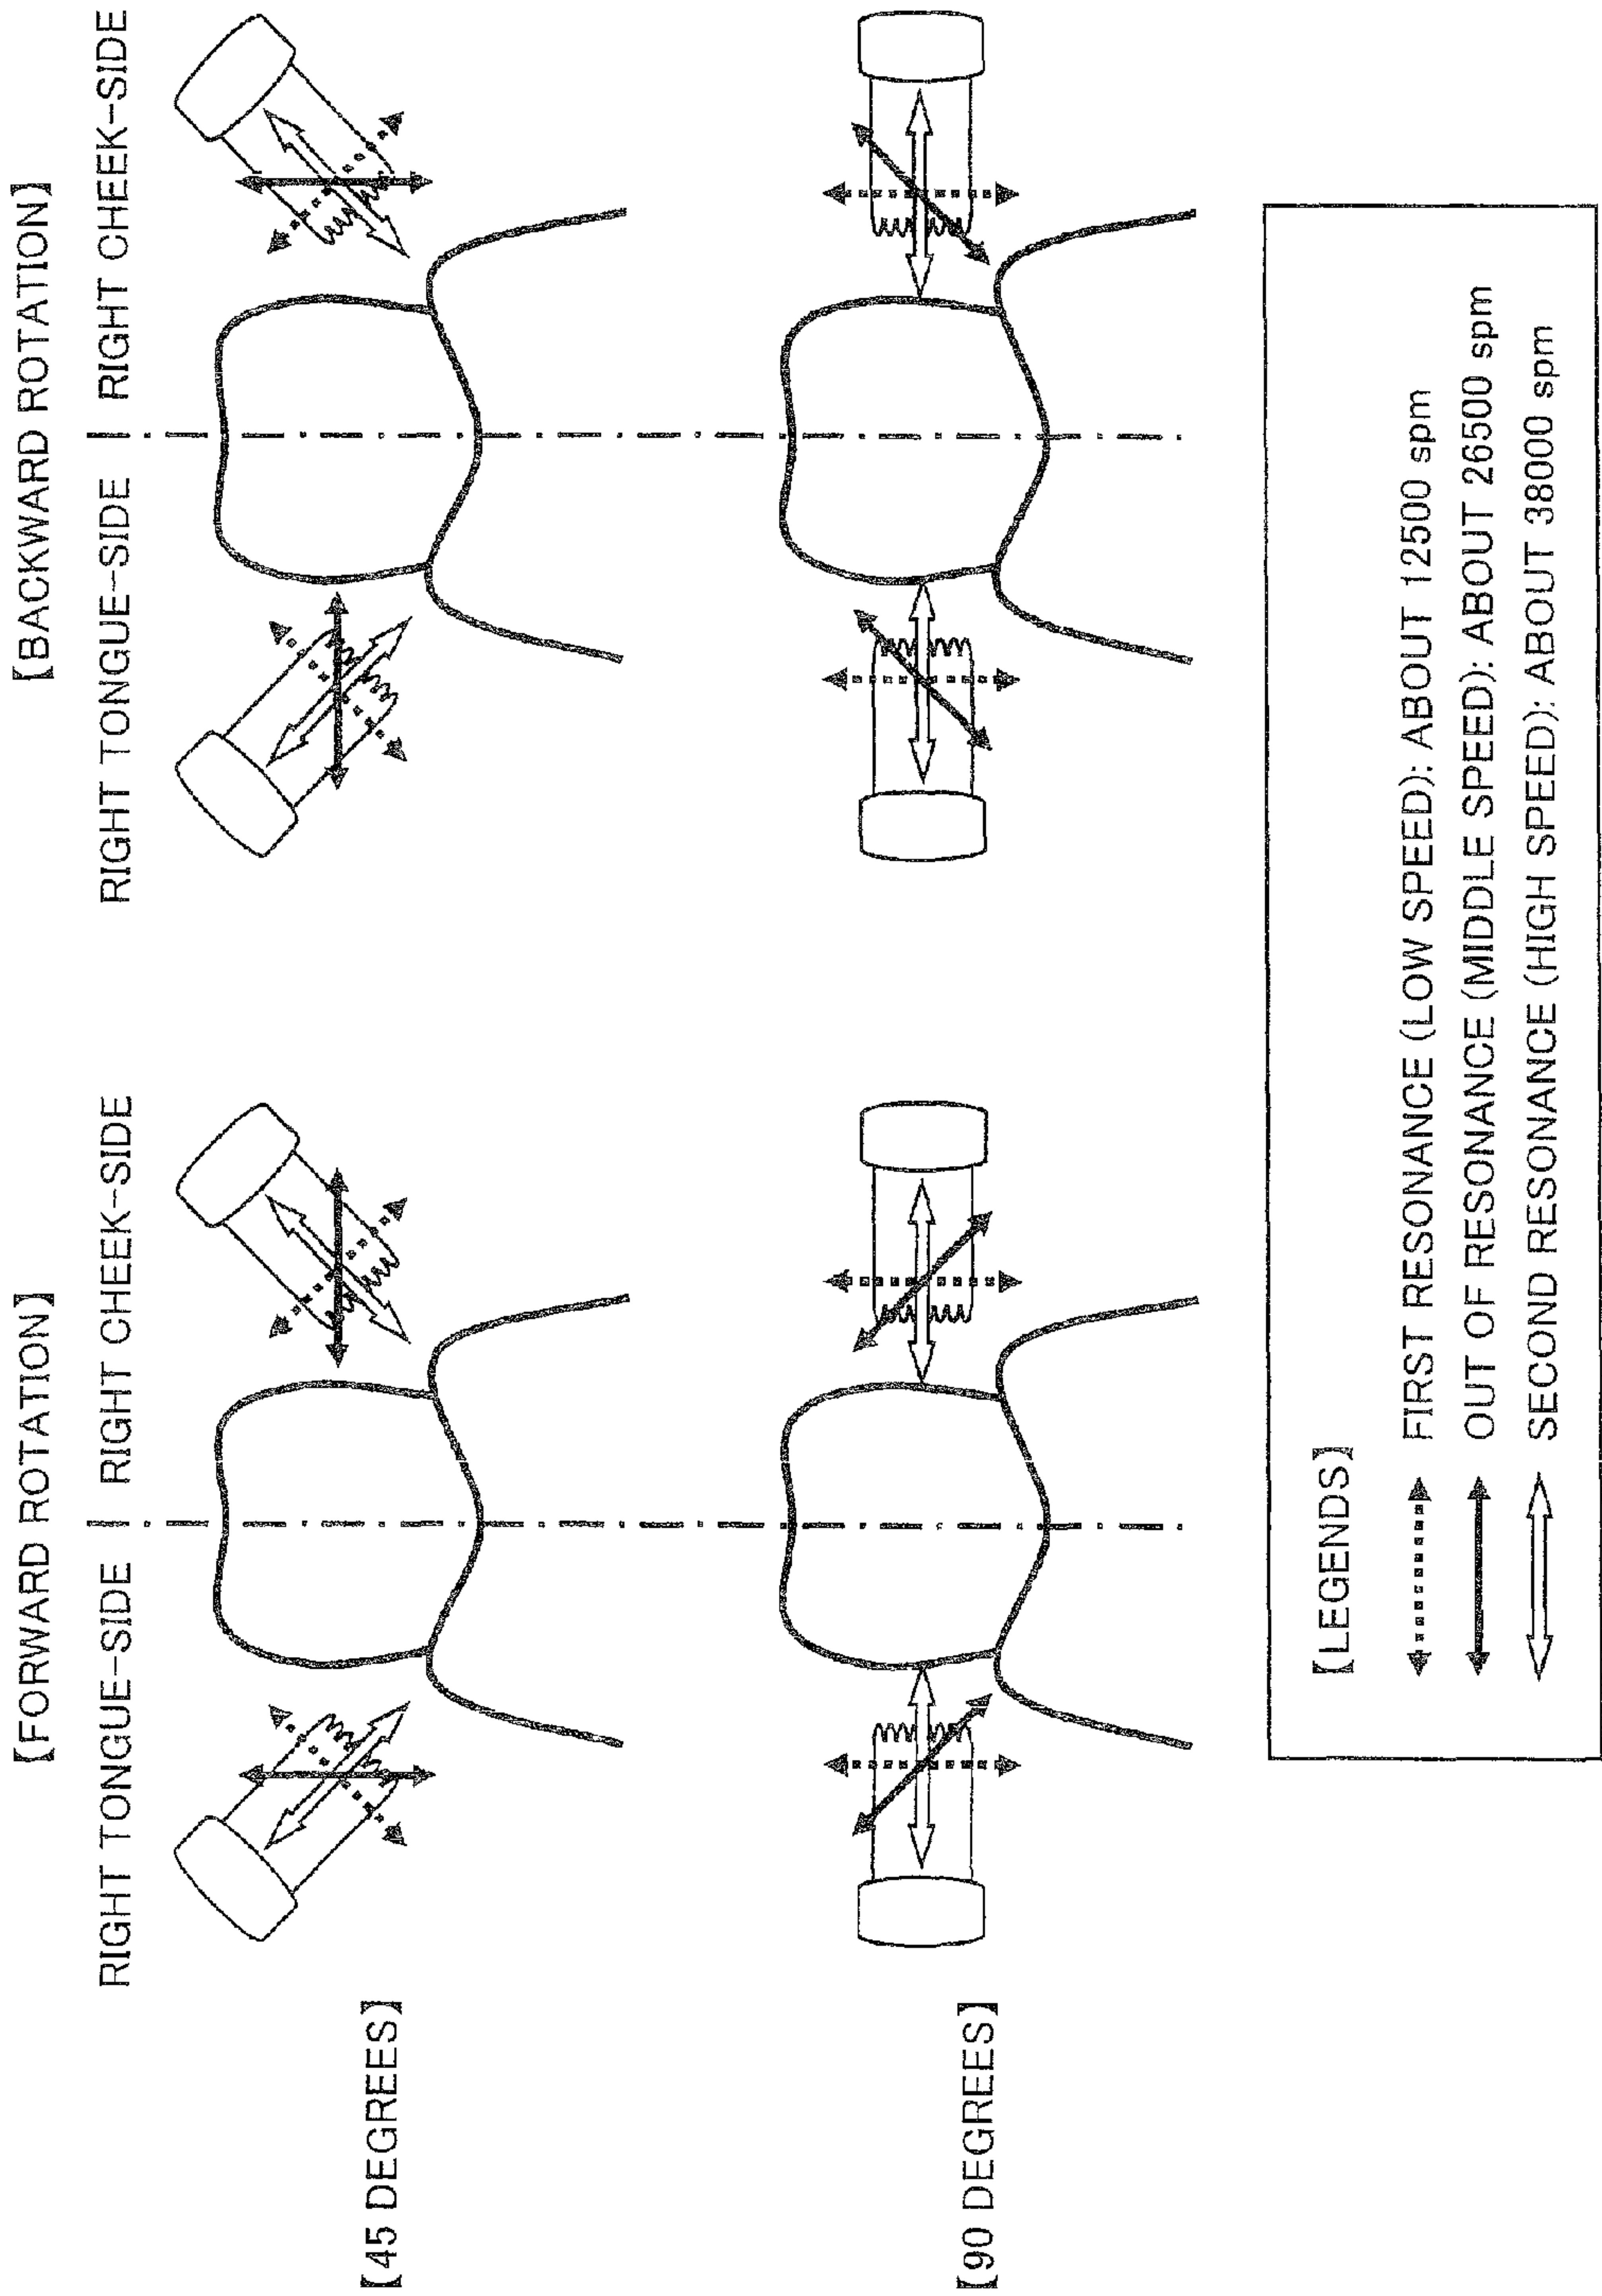 【FORWARD ROTATION】
【BACKWARD ROTATION】
RIGHT TONGUE-SIDE | RIGHT CHEEK-SIDE
RIGHT TONGUE-SIDE | RIGHT CHEEK-SIDE
【45 DEGREES】
【90 DEGREES】
【LEGENDS】
FIRST RESONANCE (LOW SPEED): ABOUT 12500 spm
OUT OF RESONANCE (MIDDLE SPEED): ABOUT 26500 spm
SECOND RESONANCE (HIGH SPEED): ABOUT 38000 spm